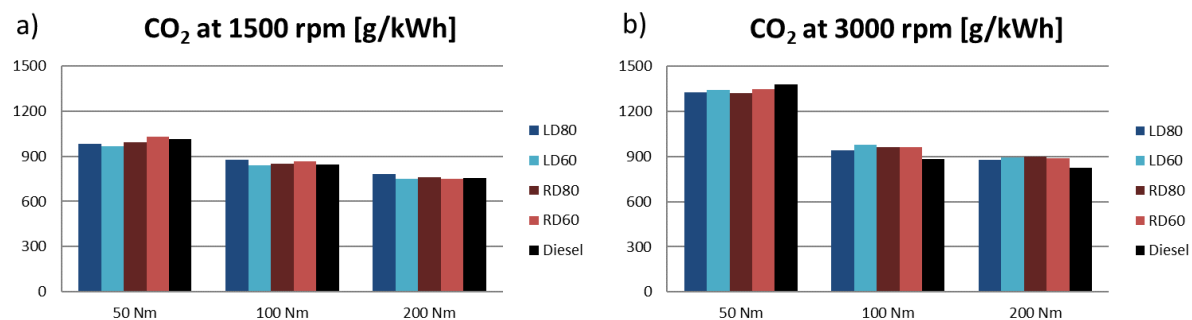 a)
CO₂ at 1500 rpm [g/kWh]
1500
1200
900
600
300
0
50 Nm
100 Nm
200 Nm
LD80
LD60
RD80
RD60
Diesel
b)
CO₂ at 3000 rpm [g/kWh]
1500
1200
900
600
300
0
50 Nm
100 Nm
200 Nm
LD80
LD60
RD80
RD60
Diesel